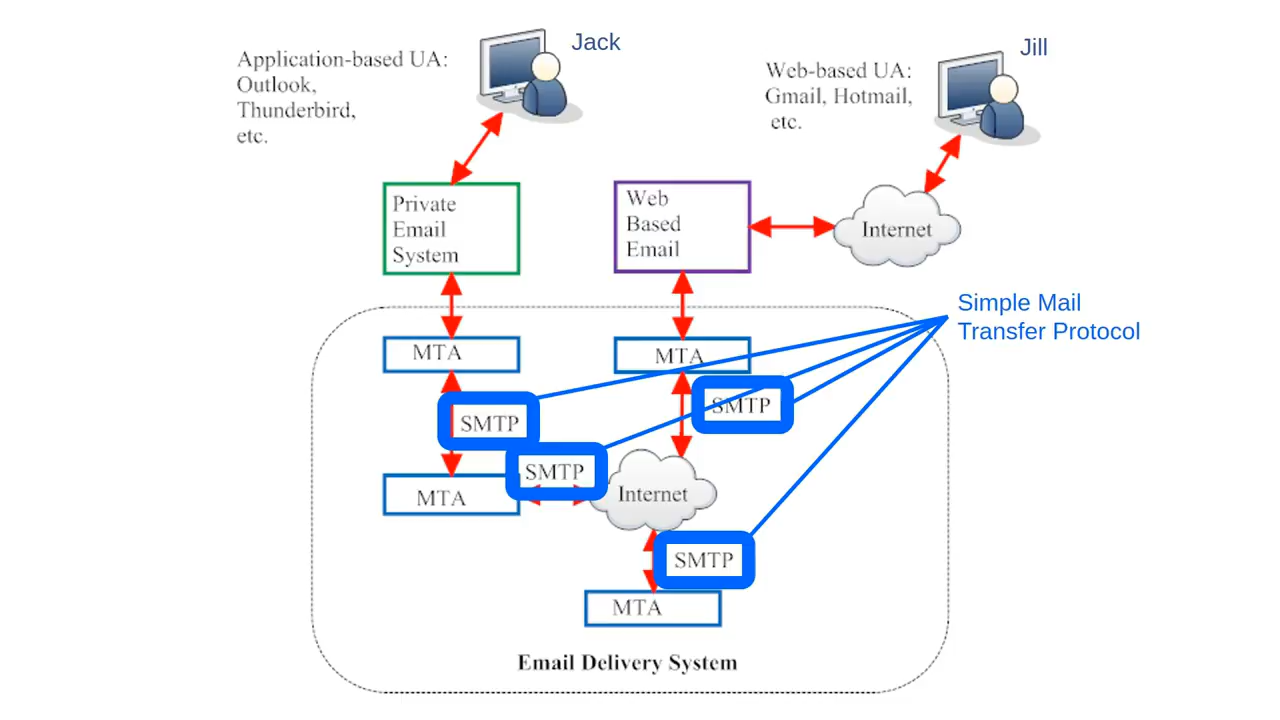 Jack
Application-based UA:
Outlook,
Thunderbird,
etc.
Jill
Web-based UA:
Gmail, Hotmail,
etc.
Private
Email
System
Web
Based
Email
Internet
Simple Mail
Transfer Protocol
MTA
MTA
SMTP
SMTP
SMTP
MTA
Internet
SMTP
MTA
Email Delivery System